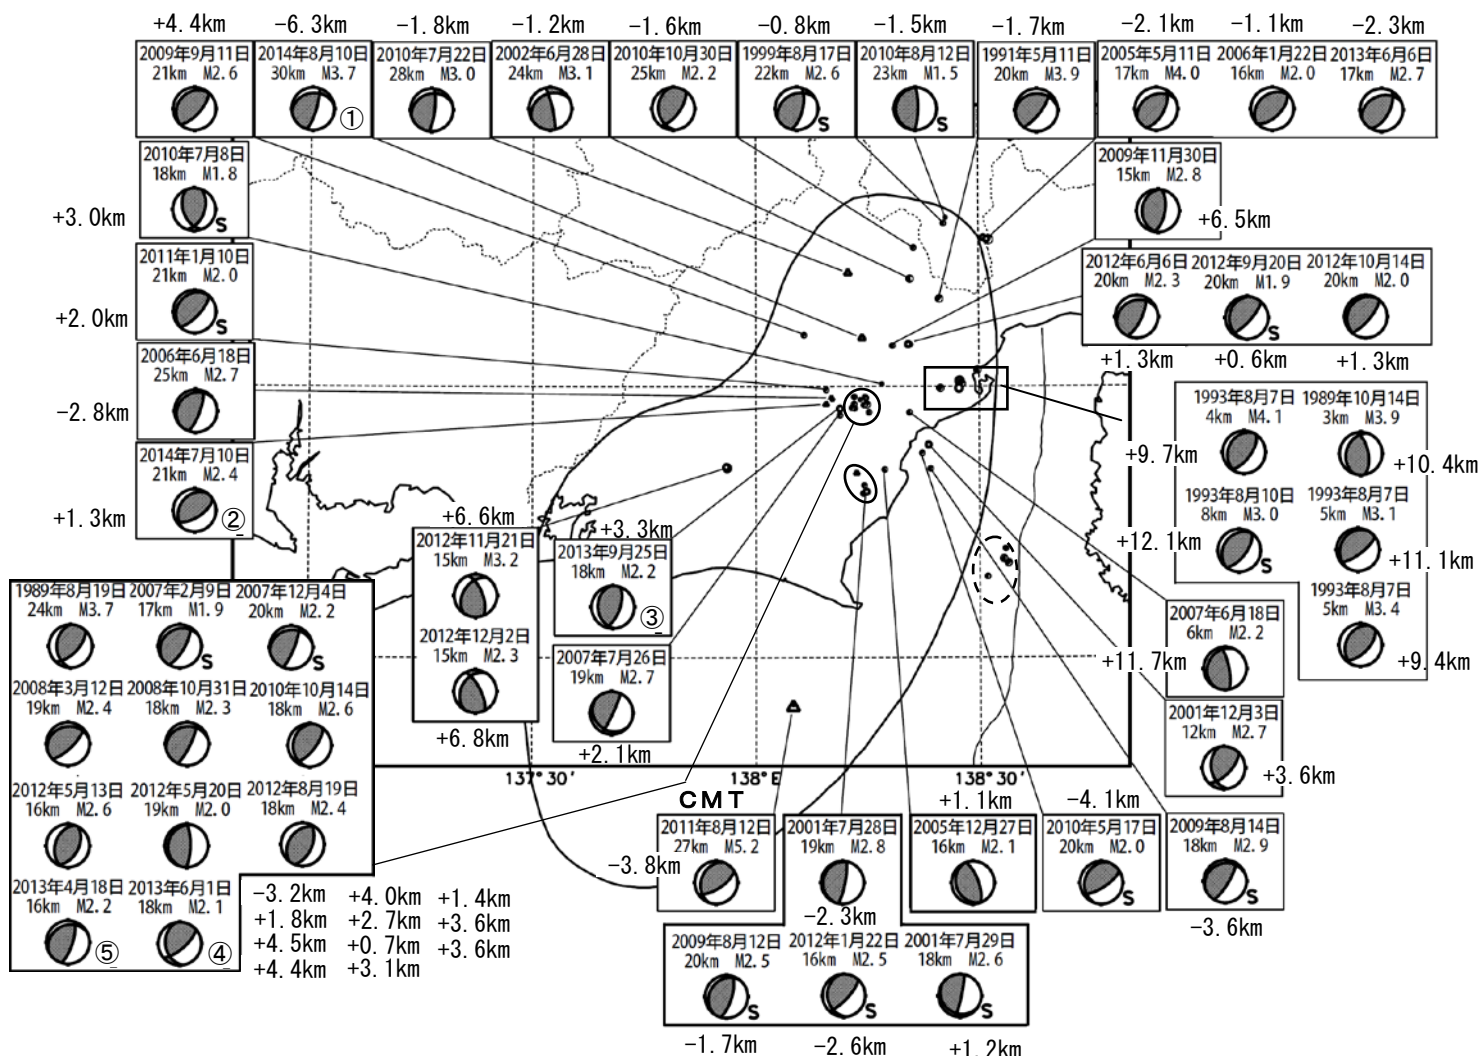 +4.4km −6.3km −1.8km −1.2km −1.6km −0.8km −1.5km −1.7km −2.1km −1.1km −2.3km
2009年9月11日
21km M2.6
2014年8月10日
30km M3.7
①
2010年7月22日
28km M3.0
2002年6月28日
24km M3.1
2010年10月30日
25km M2.2
1999年8月17日
22km M2.6
S
2010年8月12日
23km M1.5
S
1991年5月11日
20km M3.9
2005年5月11日
17km M4.0
2006年1月22日
16km M2.0
2013年6月6日
17km M2.7
2010年7月8日
18km M1.8
S
+3.0km
2009年11月30日
15km M2.8
+6.5km
2011年1月10日
21km M2.0
S
+2.0km
2012年6月6日
20km M2.3
2012年9月20日
20km M1.9
S
2012年10月14日
20km M2.0
+1.3km +0.6km +1.3km
2006年6月18日
25km M2.7
−2.8km
2014年7月10日
21km M2.4
②
+1.3km
1993年8月7日
4km M4.1
+9.7km
1989年10月14日
3km M3.9
+10.4km
1993年8月10日
8km M3.0
S
+12.1km
1993年8月7日
5km M3.1
+11.1km
1993年8月7日
5km M3.4
+9.4km
+6.6km
2012年11月21日
15km M3.2
2012年12月2日
15km M2.3
+6.8km
+3.3km
2013年9月25日
18km M2.2
③
2007年7月26日
19km M2.7
+2.1km
2007年6月18日
6km M2.2
+11.7km
2001年12月3日
12km M2.7
+3.6km
1989年8月19日
24km M3.7
2007年2月9日
17km M1.9
S
2007年12月4日
20km M2.2
S
2008年3月12日
19km M2.4
2008年10月31日
18km M2.3
2010年10月14日
18km M2.6
2012年5月13日
16km M2.6
2012年5月20日
19km M2.0
2012年8月19日
18km M2.4
2013年4月18日
16km M2.2
⑤
2013年6月1日
18km M2.1
④
−3.2km +4.0km +1.4km
+1.8km +2.7km +3.6km
+4.5km +0.7km +3.6km
+4.4km +3.1km
137°30′ 138°E 138°30′
CMT
2011年8月12日
27km M5.2
−3.8km
2001年7月28日
19km M2.8
−2.3km
+1.1km
2005年12月27日
16km M2.1
−4.1km
2010年5月17日
20km M2.0
S
2009年8月14日
18km M2.9
S
−3.6km
2009年8月12日
20km M2.5
S
2012年1月22日
16km M2.5
2001年7月29日
18km M2.6
S
−1.7km −2.6km +1.2km